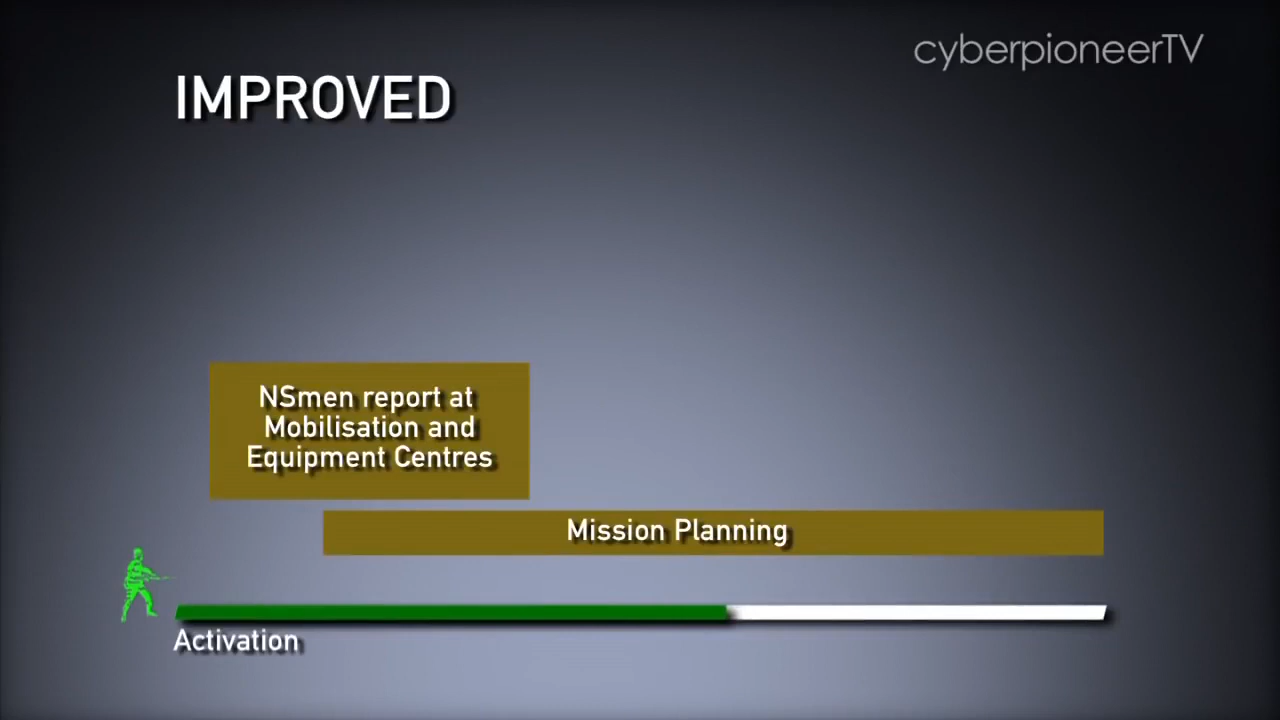 cyberpioneerTV
IMPROVED
NSmen report at
Mobilisation and
Equipment Centres
Mission Planning
Activation